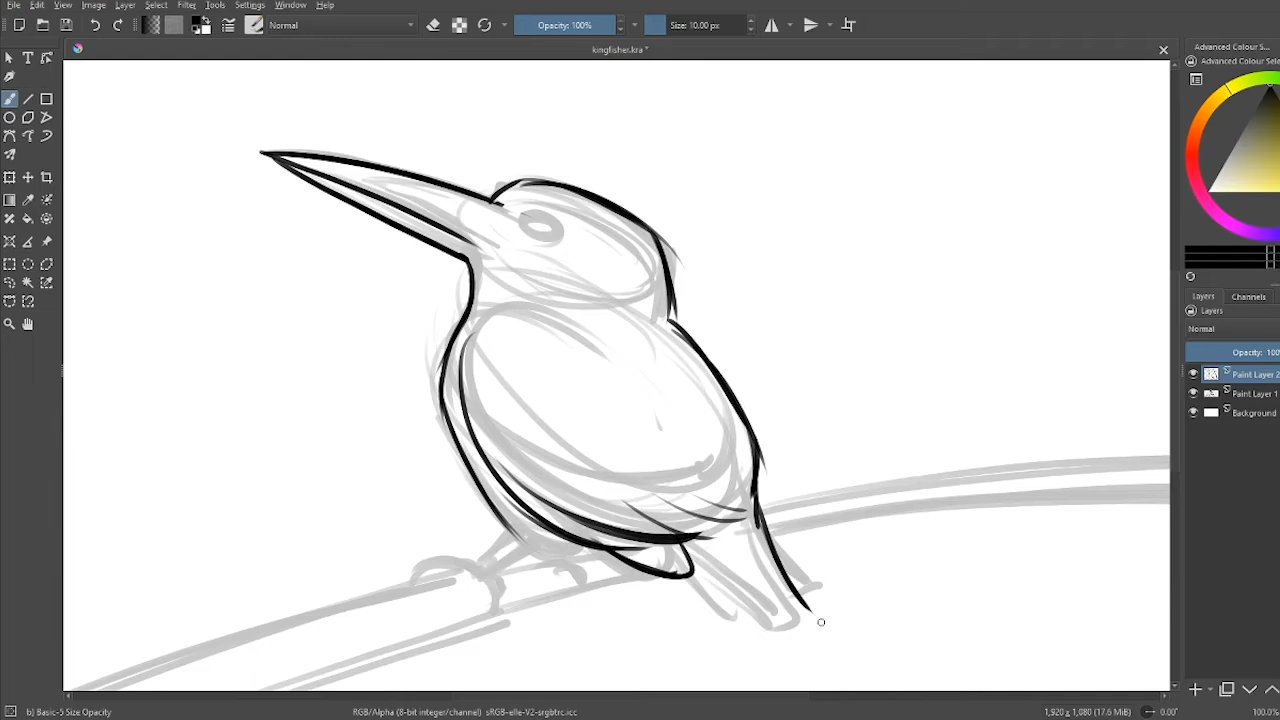 File Edit View Image Layer Select Filter Tools Settings Window Help
Normal Opacity: 100% Size: 10.00 px
kingfisher.kra *
Advanced Colour S...
Advanced Colour Sele
Layers Channels
Layers
Normal
Opacity: 100
Paint Layer 2
Paint Layer 1
Background
b) Basic-5 Size Opacity RGB/Alpha (8-bit integer/channel) sRGB-elle-V2-srgbtrc.icc 1,920 x 1,080 (17.6 MiB) 0.00° 100.0%